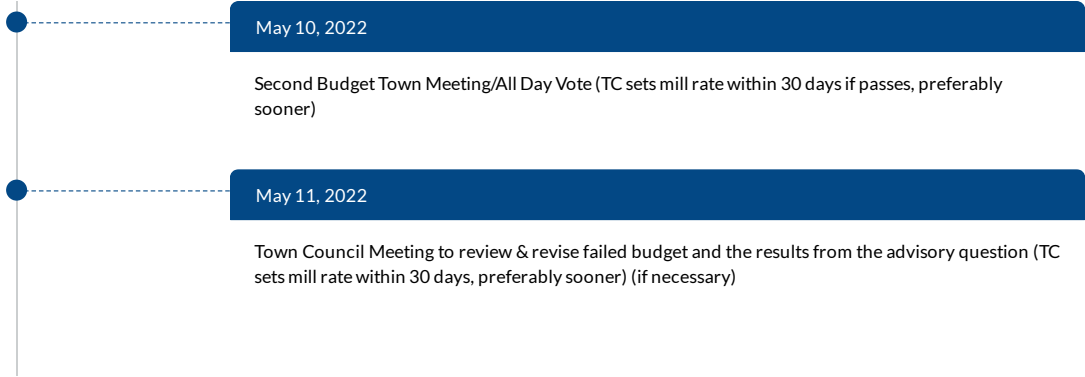 May 10, 2022
Second Budget Town Meeting/All Day Vote (TC sets mill rate within 30 days if passes, preferably
sooner)
May 11, 2022
Town Council Meeting to review & revise failed budget and the results from the advisory question (TC
sets mill rate within 30 days, preferably sooner) (if necessary)